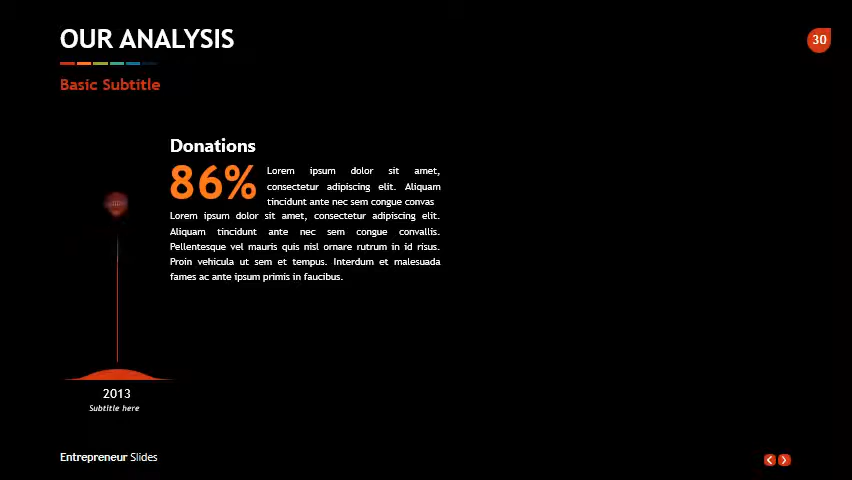 OUR ANALYSIS
30
Basic Subtitle
Donations
86%
Lorem ipsum dolor sit amet,
consectetur adipiscing elit. Aliquam
tincidunt ante nec sem congue convas
Lorem ipsum dolor sit amet, consectetur adipiscing elit.
Aliquam tincidunt ante nec sem congue convallis.
Pellentesque vel mauris quis nisl ornare rutrum in id risus.
Proin vehicula ut sem et tempus. Interdum et malesuada
fames ac ante ipsum primis in faucibus.
2013
Subtitle here
Entrepreneur Slides